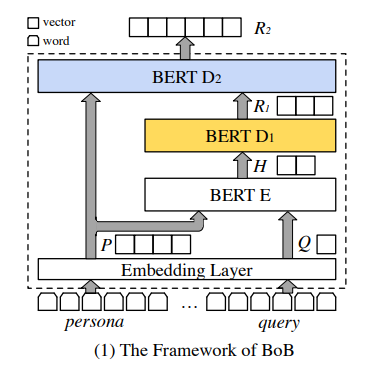 vector
word
R2
BERT D2
R1
BERT D1
H
BERT E
P
Q
Embedding Layer
...
persona
query
(1) The Framework of BoB